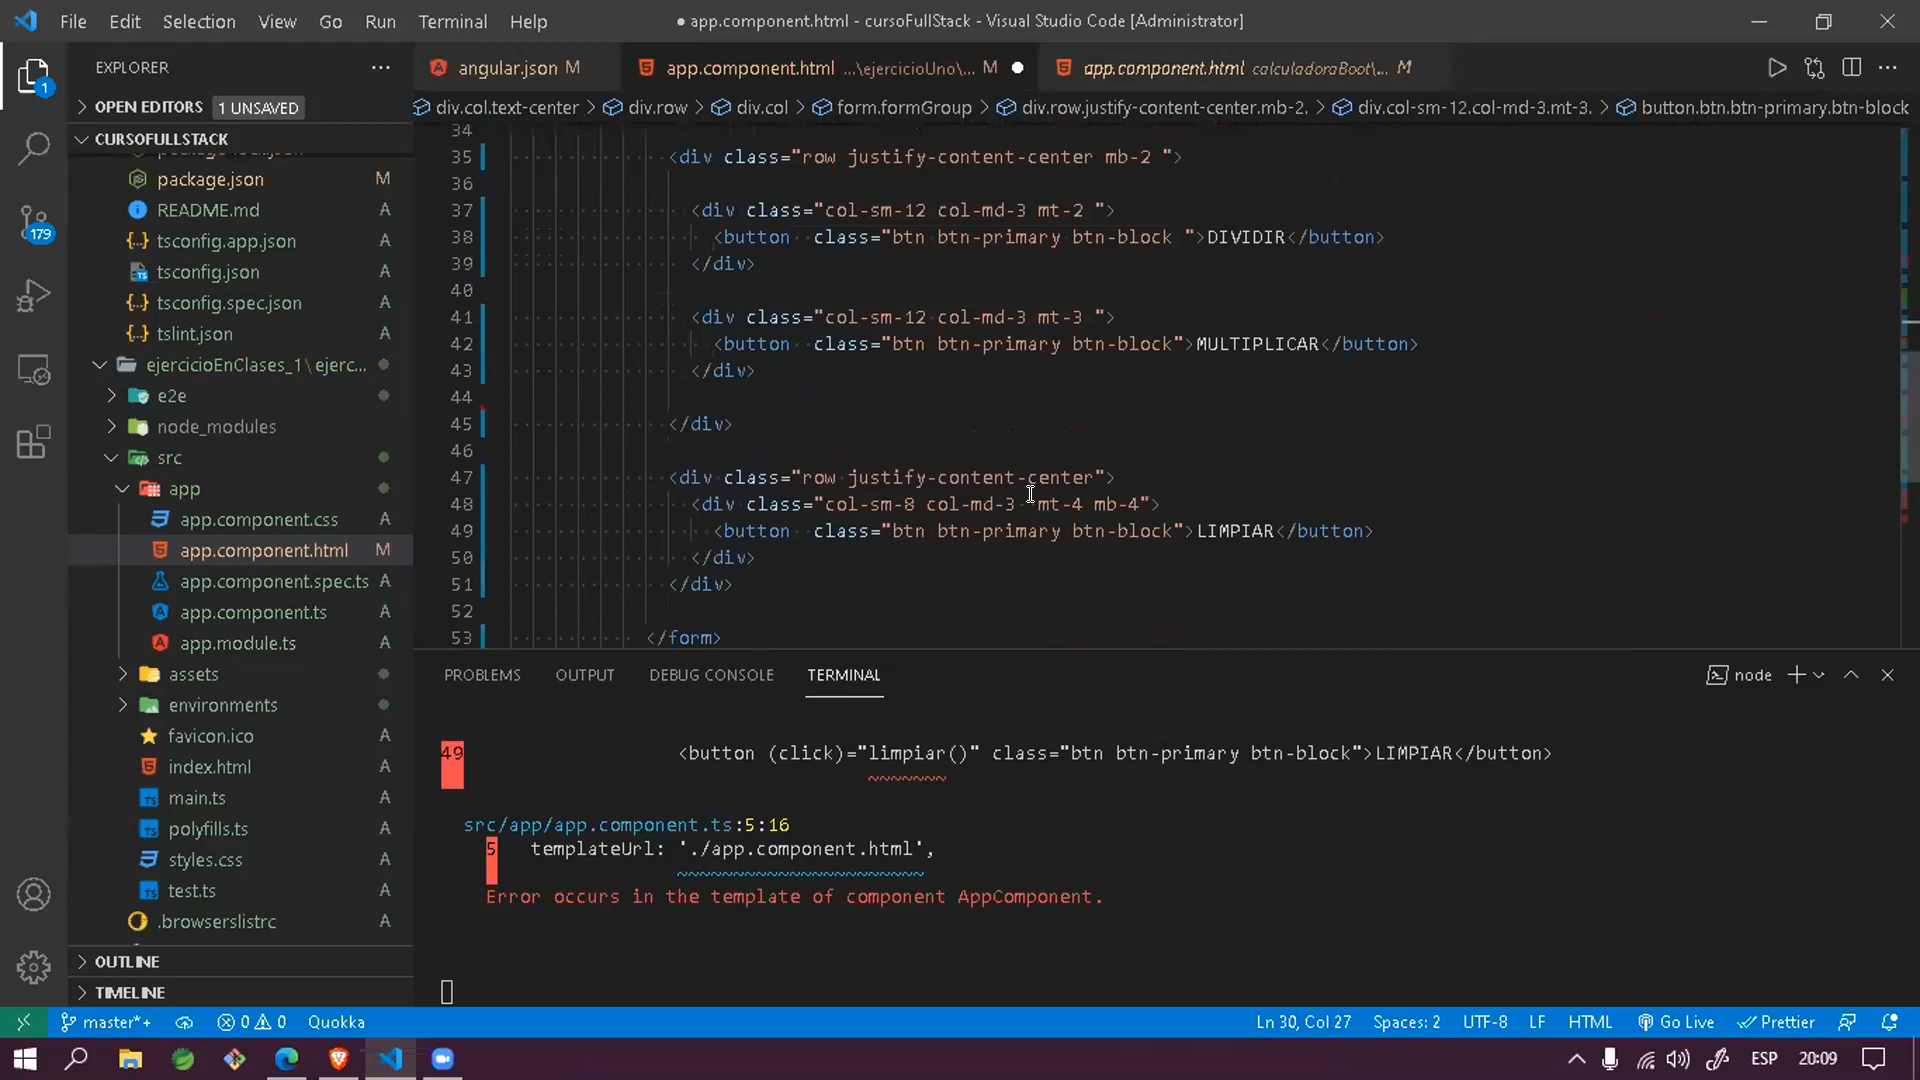 File Edit Selection View Go Run Terminal Help ● app.component.html - cursoFullStack - Visual Studio Code [Administrator]
EXPLORER
angular.json M
app.component.html ...\ejercicioUno\... M
app.component.html calculadoraBoot\... M
OPEN EDITORS 1 UNSAVED
div.col.text-center > div.row > div.col > form.formGroup > div.row.justify-content-center.mb-2. > div.col-sm-12.col-md-3.mt-3. > button.btn.btn-primary.btn-block
CURSOFULLSTACK
package.json M
README.md A
tsconfig.app.json A
tsconfig.json A
tsconfig.spec.json A
tslint.json A
ejercicioEnClases_1\ejerc...
e2e
node_modules
src
app
app.component.css A
app.component.html M
app.component.spec.ts A
app.component.ts A
app.module.ts A
assets
environments
favicon.ico A
index.html A
main.ts A
polyfills.ts A
styles.css A
test.ts A
.browserslistrc A
OUTLINE
TIMELINE
1
179
34
35 <div class="row justify-content-center mb-2 ">
36
37 <div class="col-sm-12 col-md-3 mt-2 ">
38 <button  class="btn btn-primary btn-block ">DIVIDIR</button>
39 </div>
40
41 <div class="col-sm-12 col-md-3 mt-3 ">
42 <button  class="btn btn-primary btn-block">MULTIPLICAR</button>
43 </div>
44
45 </div>
46
47 <div class="row justify-content-center">
48 <div class="col-sm-8 col-md-3  mt-4 mb-4">
49 <button  class="btn btn-primary btn-block">LIMPIAR</button>
50 </div>
51 </div>
52
53 </form>
PROBLEMS OUTPUT DEBUG CONSOLE TERMINAL node
49 <button (click)="limpiar()" class="btn btn-primary btn-block">LIMPIAR</button>
~~~~~~~
src/app/app.component.ts:5:16
5 templateUrl: './app.component.html',
~~~~~~~~~~~~~~~~~~~~~~
Error occurs in the template of component AppComponent.
master*+ 0 0 Quokka Ln 30, Col 27 Spaces: 2 UTF-8 LF HTML Go Live Prettier
ESP 20:09